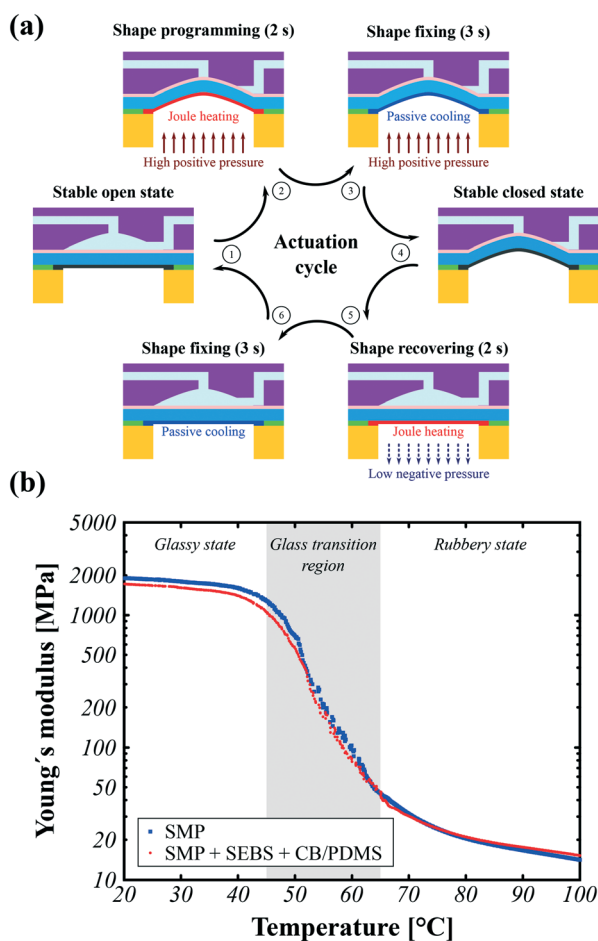 (a)
Shape programming (2 s)
Shape fixing (3 s)
Joule heating
Passive cooling
High positive pressure
High positive pressure
Stable open state
2
3
Stable closed state
1
Actuation
cycle
4
6
5
Shape fixing (3 s)
Shape recovering (2 s)
Passive cooling
Joule heating
Low negative pressure
(b)
5000
Glassy state
Glass transition
region
Rubbery state
2000
1000
500
200
100
50
20
10
Young´s modulus [MPa]
SMP
SMP + SEBS + CB/PDMS
20 30 40 50 60 70 80 90 100
Temperature [°C]